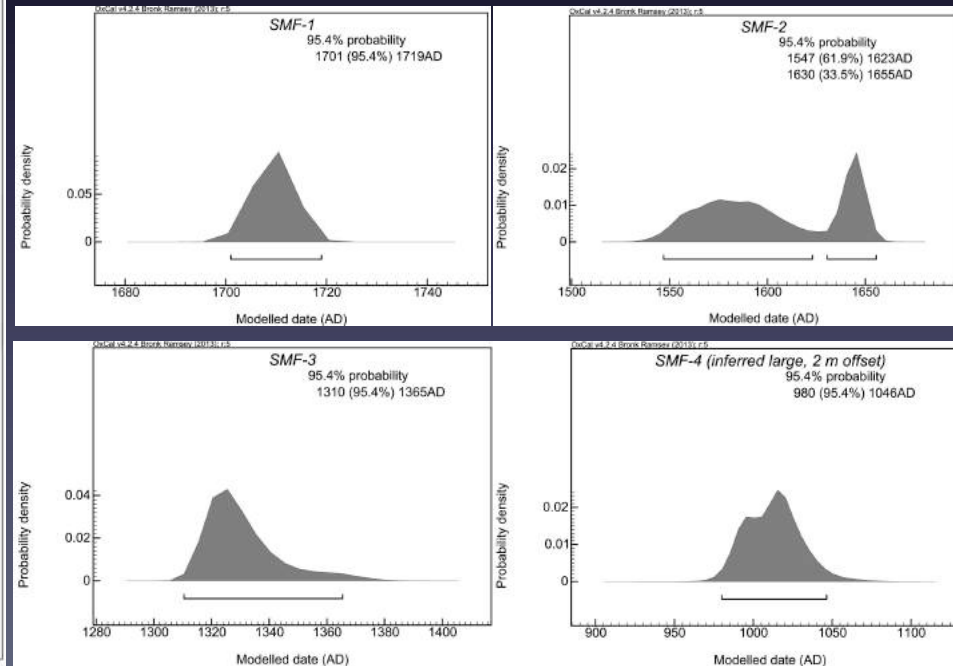 OxCal v4.2.4 Bronk Ramsey (2013); r:5
SMF-1
95.4% probability
1701 (95.4%) 1719AD
Probability density
0.05
0
1680
1700
1720
1740
Modelled date (AD)
OxCal v4.2.4 Bronk Ramsey (2013); r:5
SMF-2
95.4% probability
1547 (61.9%) 1623AD
1630 (33.5%) 1655AD
Probability density
0.02
0.01
0
1500
1550
1600
1650
Modelled date (AD)
OxCal v4.2.4 Bronk Ramsey (2013); r:5
SMF-3
95.4% probability
1310 (95.4%) 1365AD
Probability density
0.04
0.02
0
1280
1300
1320
1340
1360
1380
1400
Modelled date (AD)
OxCal v4.2.4 Bronk Ramsey (2013); r:5
SMF-4 (inferred large, 2 m offset)
95.4% probability
980 (95.4%) 1046AD
Probability density
0.02
0.01
0
900
950
1000
1050
1100
Modelled date (AD)